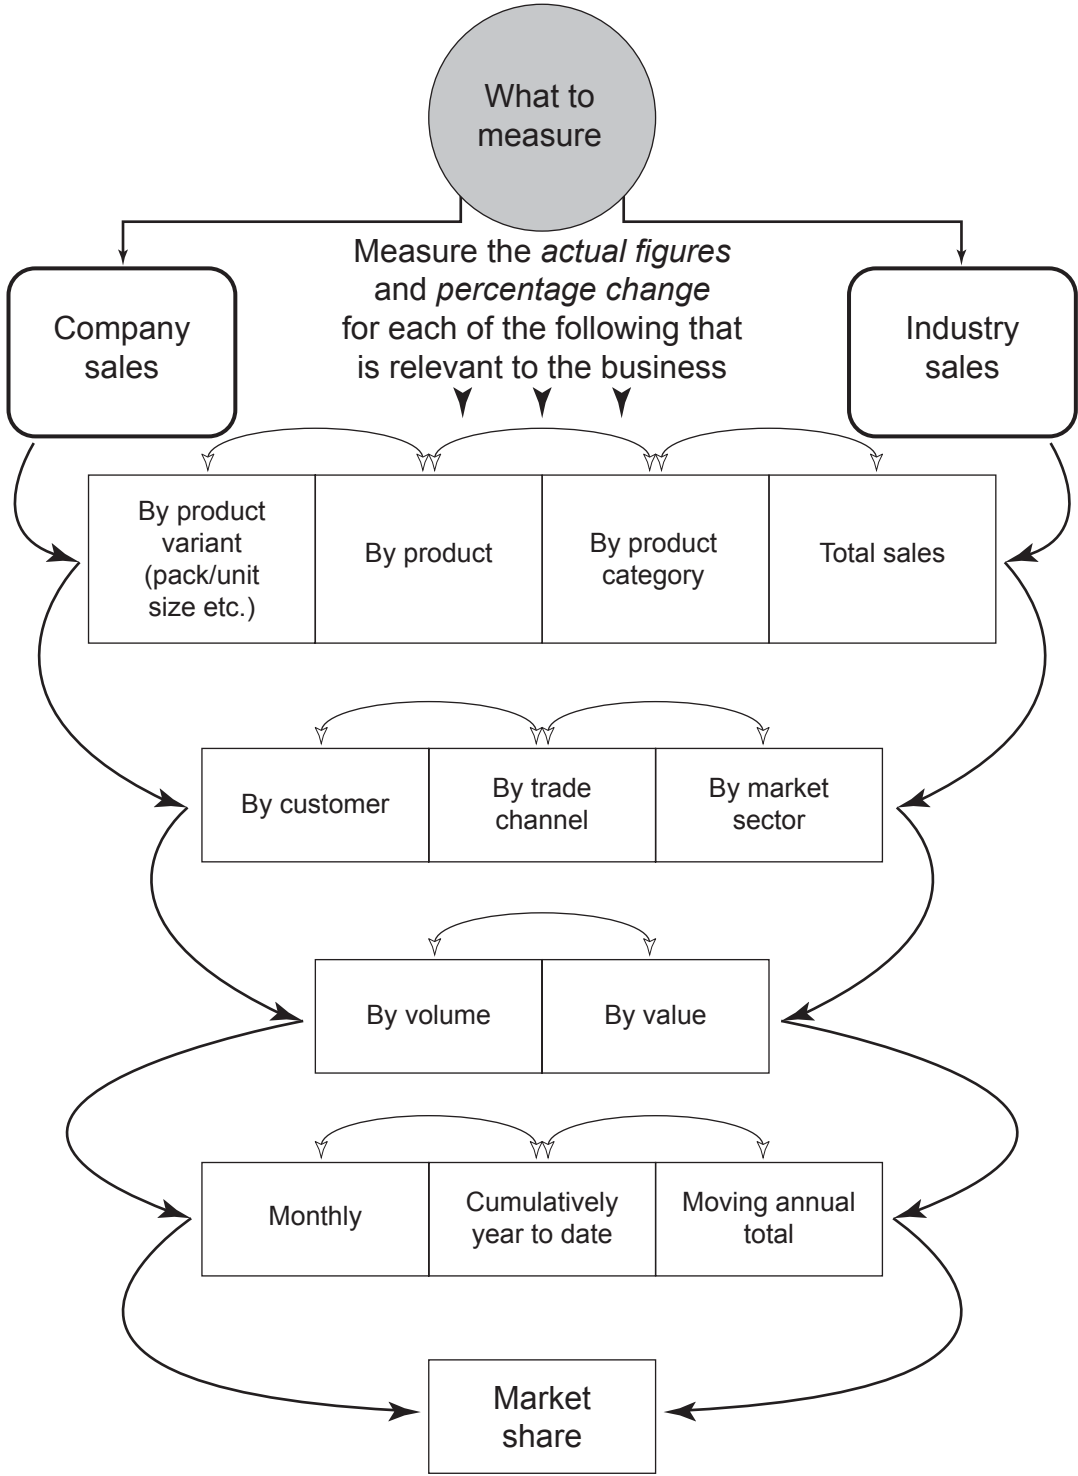 What to
measure
Measure the actual figures
and percentage change
for each of the following that
is relevant to the business
Company
sales
Industry
sales
By product
variant
(pack/unit
size etc.)
By product
By product
category
Total sales
By customer
By trade
channel
By market
sector
By volume
By value
Monthly
Cumulatively
year to date
Moving annual
total
Market
share